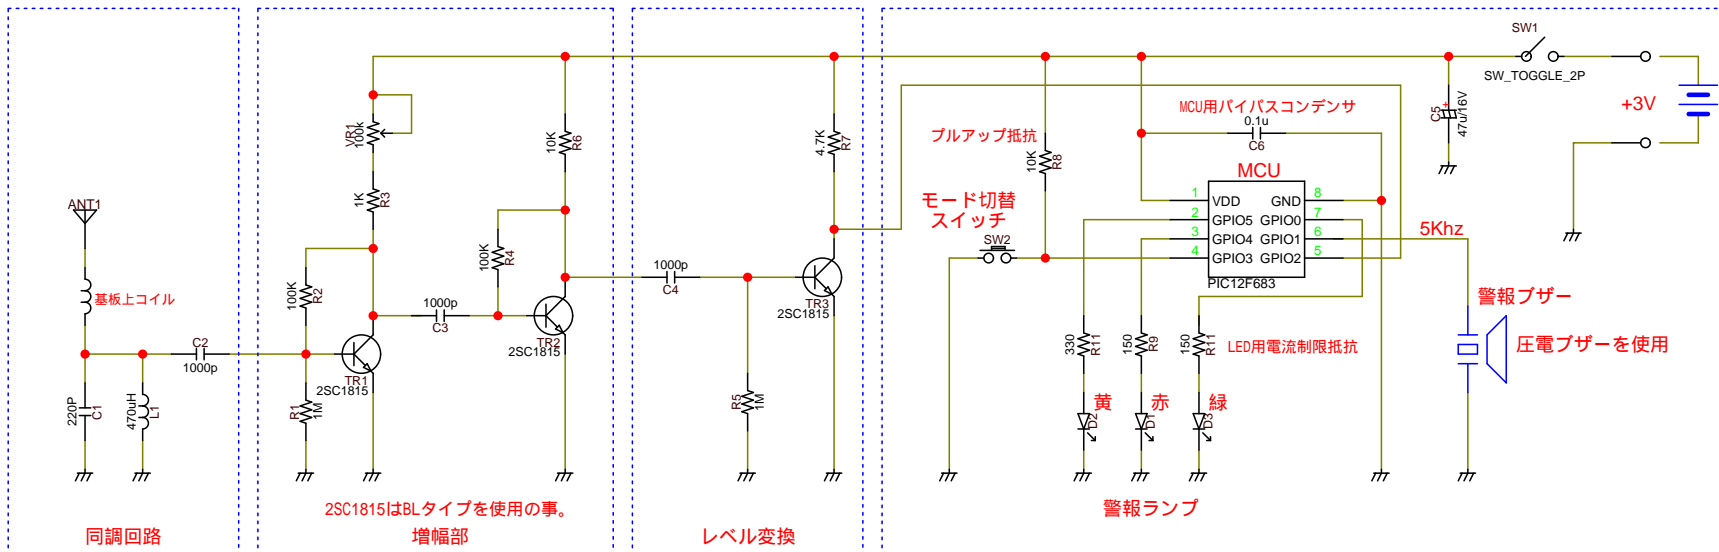 ANT1
基板上コイル
220P
C1
470uH
L1
C2
1000p
同調回路
VR1
100k
1K
R3
100K
R2
R1
1M
TR1
2SC1815
1000p
C3
100K
R4
10K
R6
TR2
2SC1815
2SC1815はBLタイプを使用の事。
増幅部
1000p
C4
R5
1M
4.7K
R7
TR3
2SC1815
レベル変換
プルアップ抵抗
10K
R8
モード切替
スイッチ
SW2
MCU用バイパスコンデンサ
0.1u
C6
MCU
1 VDD GND 8
2 GPIO5 GPIO0 7
3 GPIO4 GPIO1 6
4 GPIO3 GPIO2 5
PIC12F683
5Khz
330
R11
150
R9
150
R11
LED用電流制限抵抗
黄
赤
緑
D2
D1
D3
警報ランプ
C5
+
47u/16V
SW1
SW_TOGGLE_2P
+3V
警報ブザー
圧電ブザーを使用